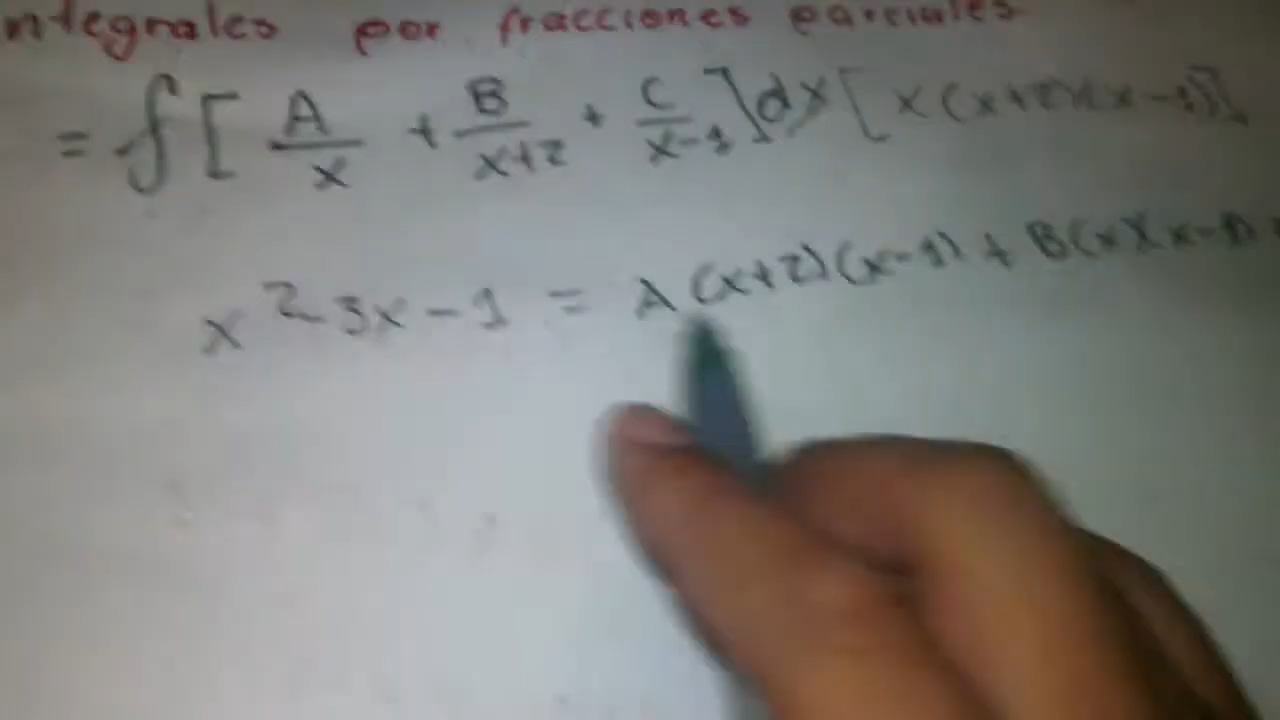 ntegrales por fracciones parciales
= ∫ [ A/x + B/x+2 + C/x-1 ] dx [ x(x+2)(x-1)]
x² 3x - 1 = A(x+2)(x-1) + B(x)(x-1) +